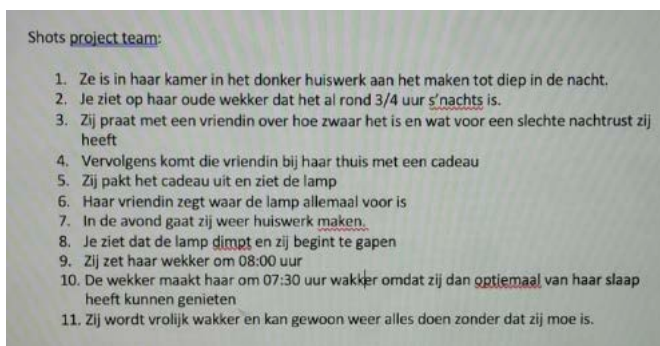 Shots project team:
1. Ze is in haar kamer in het donker huiswerk aan het maken tot diep in de nacht.
2. Je ziet op haar oude wekker dat het al rond 3/4 uur s'nachts is.
3. Zij praat met een vriendin over hoe zwaar het is en wat voor een slechte nachtrust zij
heeft
4. Vervolgens komt die vriendin bij haar thuis met een cadeau
5. Zij pakt het cadeau uit en ziet de lamp
6. Haar vriendin zegt waar de lamp allemaal voor is
7. In de avond gaat zij weer huiswerk maken.
8. Je ziet dat de lamp dimpt en zij begint te gapen
9. Zij zet haar wekker om 08:00 uur
10. De wekker maakt haar om 07:30 uur wakker omdat zij dan optiemaal van haar slaap
heeft kunnen genieten
11. Zij wordt vrolijk wakker en kan gewoon weer alles doen zonder dat zij moe is.